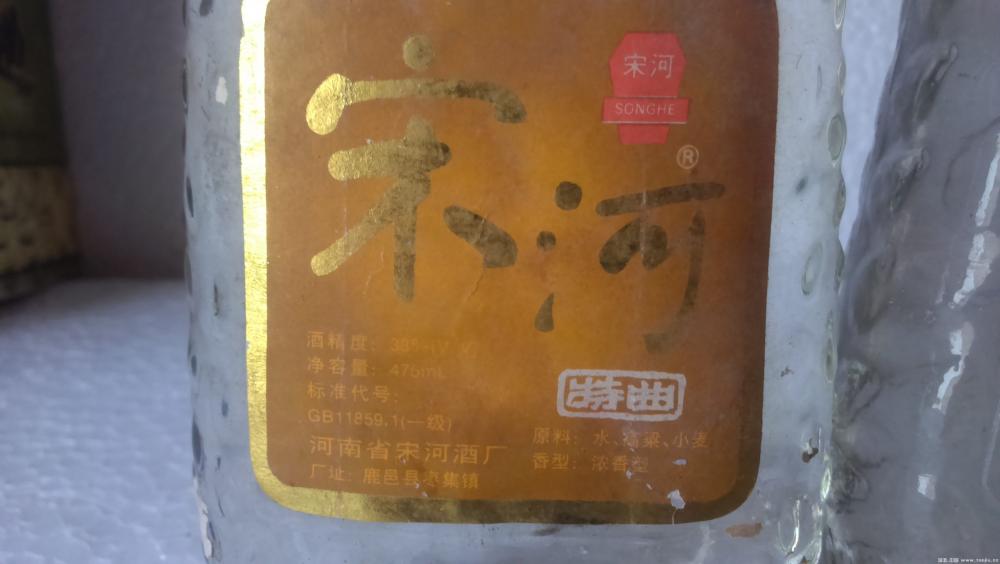 宋河
宋河
SONGHE
®
酒精度: 38%(V/V)
净容量: 475mL
标准代号:
GB11859.1(一级)
河南省宋河酒厂
厂址: 鹿邑县枣集镇
特曲
原料: 水、高粱、小麦
香型: 浓香型